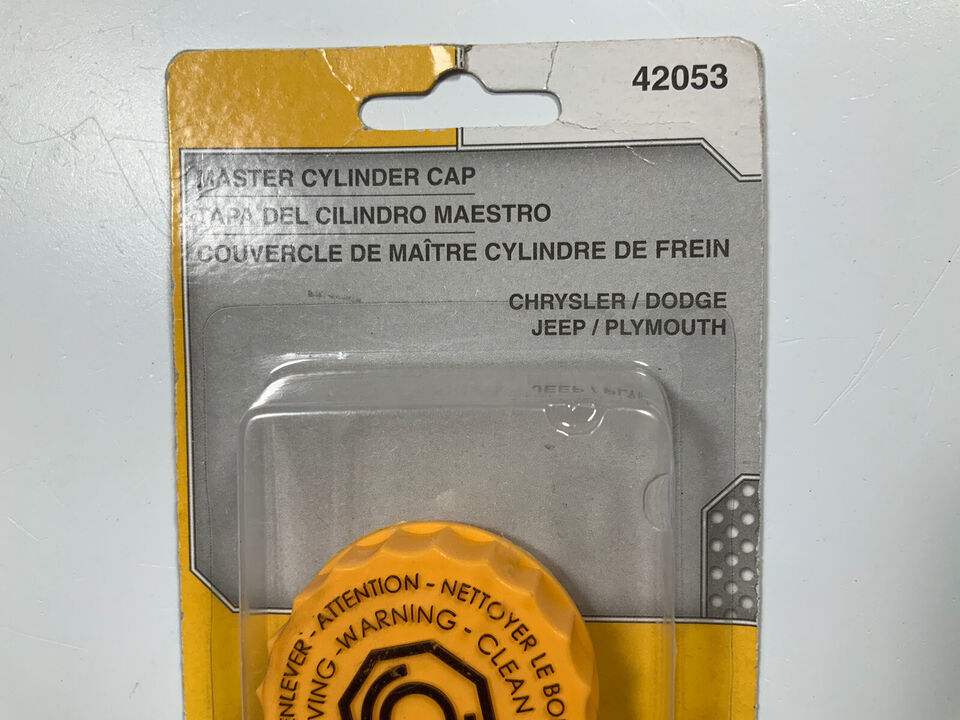 42053
MASTER CYLINDER CAP
TAPA DEL CILINDRO MAESTRO
COUVERCLE DE MAÎTRE CYLINDRE DE FREIN
CHRYSLER / DODGE
JEEP / PLYMOUTH
ENLEVER - ATTENTION - NETTOYER LE
WARNING - CLEAN